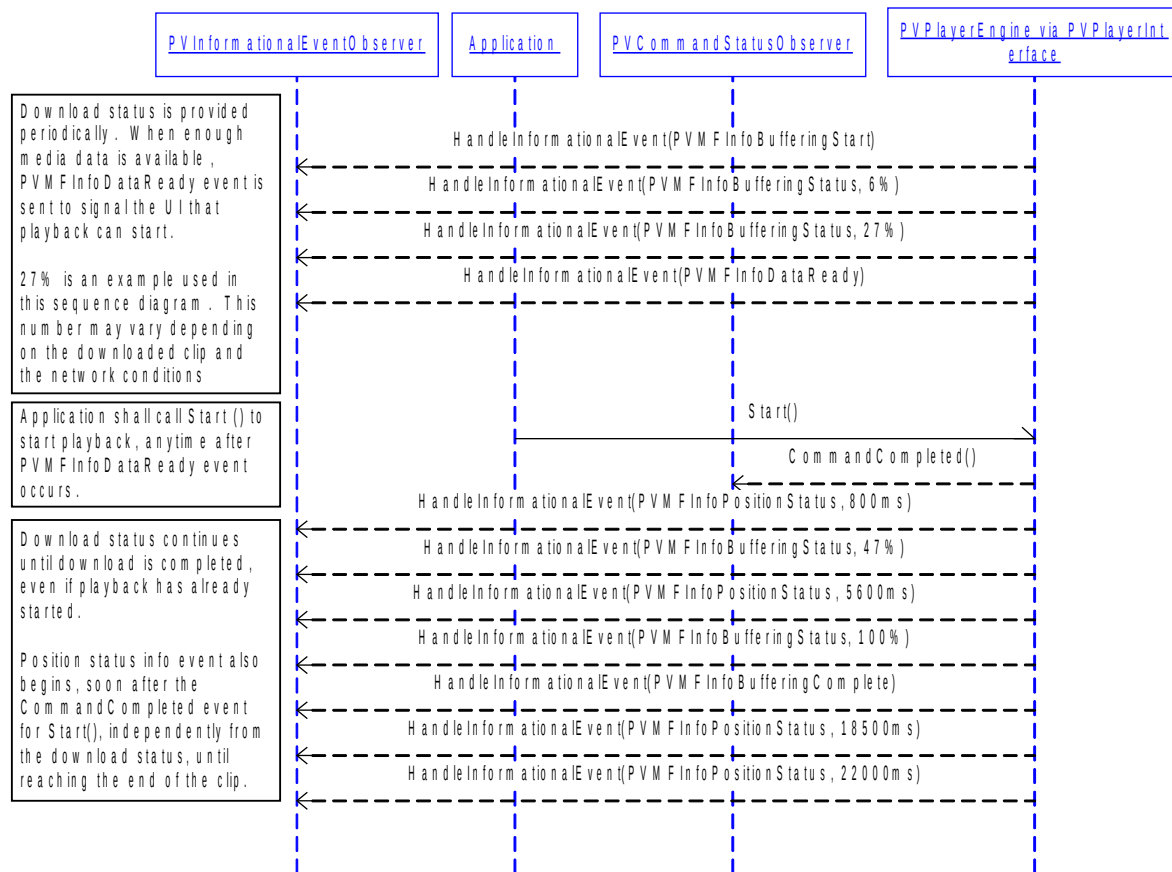 PVInformationalEventObserver
Application
PVCommandStatusObserver
PVPlayerEngine via PVPlayerInt
erface
Download status is provided
periodically. When enough
media data is available,
PVMFInfoDataReady event is
sent to signal the UI that
playback can start.
27% is an example used in
this sequence diagram. This
number may vary depending
on the downloaded clip and
the network conditions
HandleInformationalEvent(PVMFInfoBufferingStart)
HandleInformationalEvent(PVMFInfoBufferingStatus, 6%)
HandleInformationalEvent(PVMFInfoBufferingStatus, 27%)
HandleInformationalEvent(PVMFInfoDataReady)
Application shall call Start() to
start playback, anytime after
PVMFInfoDataReady event
occurs.
Start()
CommandCompleted()
HandleInformationalEvent(PVMFInfoPositionStatus, 800ms)
Download status continues
until download is completed,
even if playback has already
started.
Position status info event also
begins, soon after the
CommandCompleted event
for Start(), independently from
the download status, until
reaching the end of the clip.
HandleInformationalEvent(PVMFInfoBufferingStatus, 47%)
HandleInformationalEvent(PVMFInfoPositionStatus, 5600ms)
HandleInformationalEvent(PVMFInfoBufferingStatus, 100%)
HandleInformationalEvent(PVMFInfoBufferingComplete)
HandleInformationalEvent(PVMFInfoPositionStatus, 18500ms)
HandleInformationalEvent(PVMFInfoPositionStatus, 22000ms)